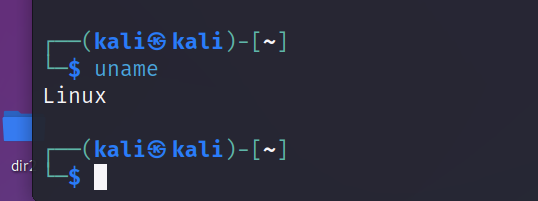 ┌──(kali㉿kali)-[~]
└─$ uname
Linux
┌──(kali㉿kali)-[~]
└─$